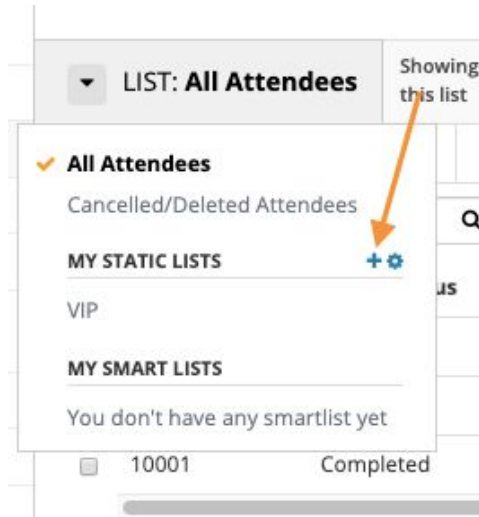 LIST: All Attendees
Showing
this list
All Attendees
Cancelled/Deleted Attendees
MY STATIC LISTS
us
VIP
MY SMART LISTS
You don't have any smartlist yet
10001 Completed